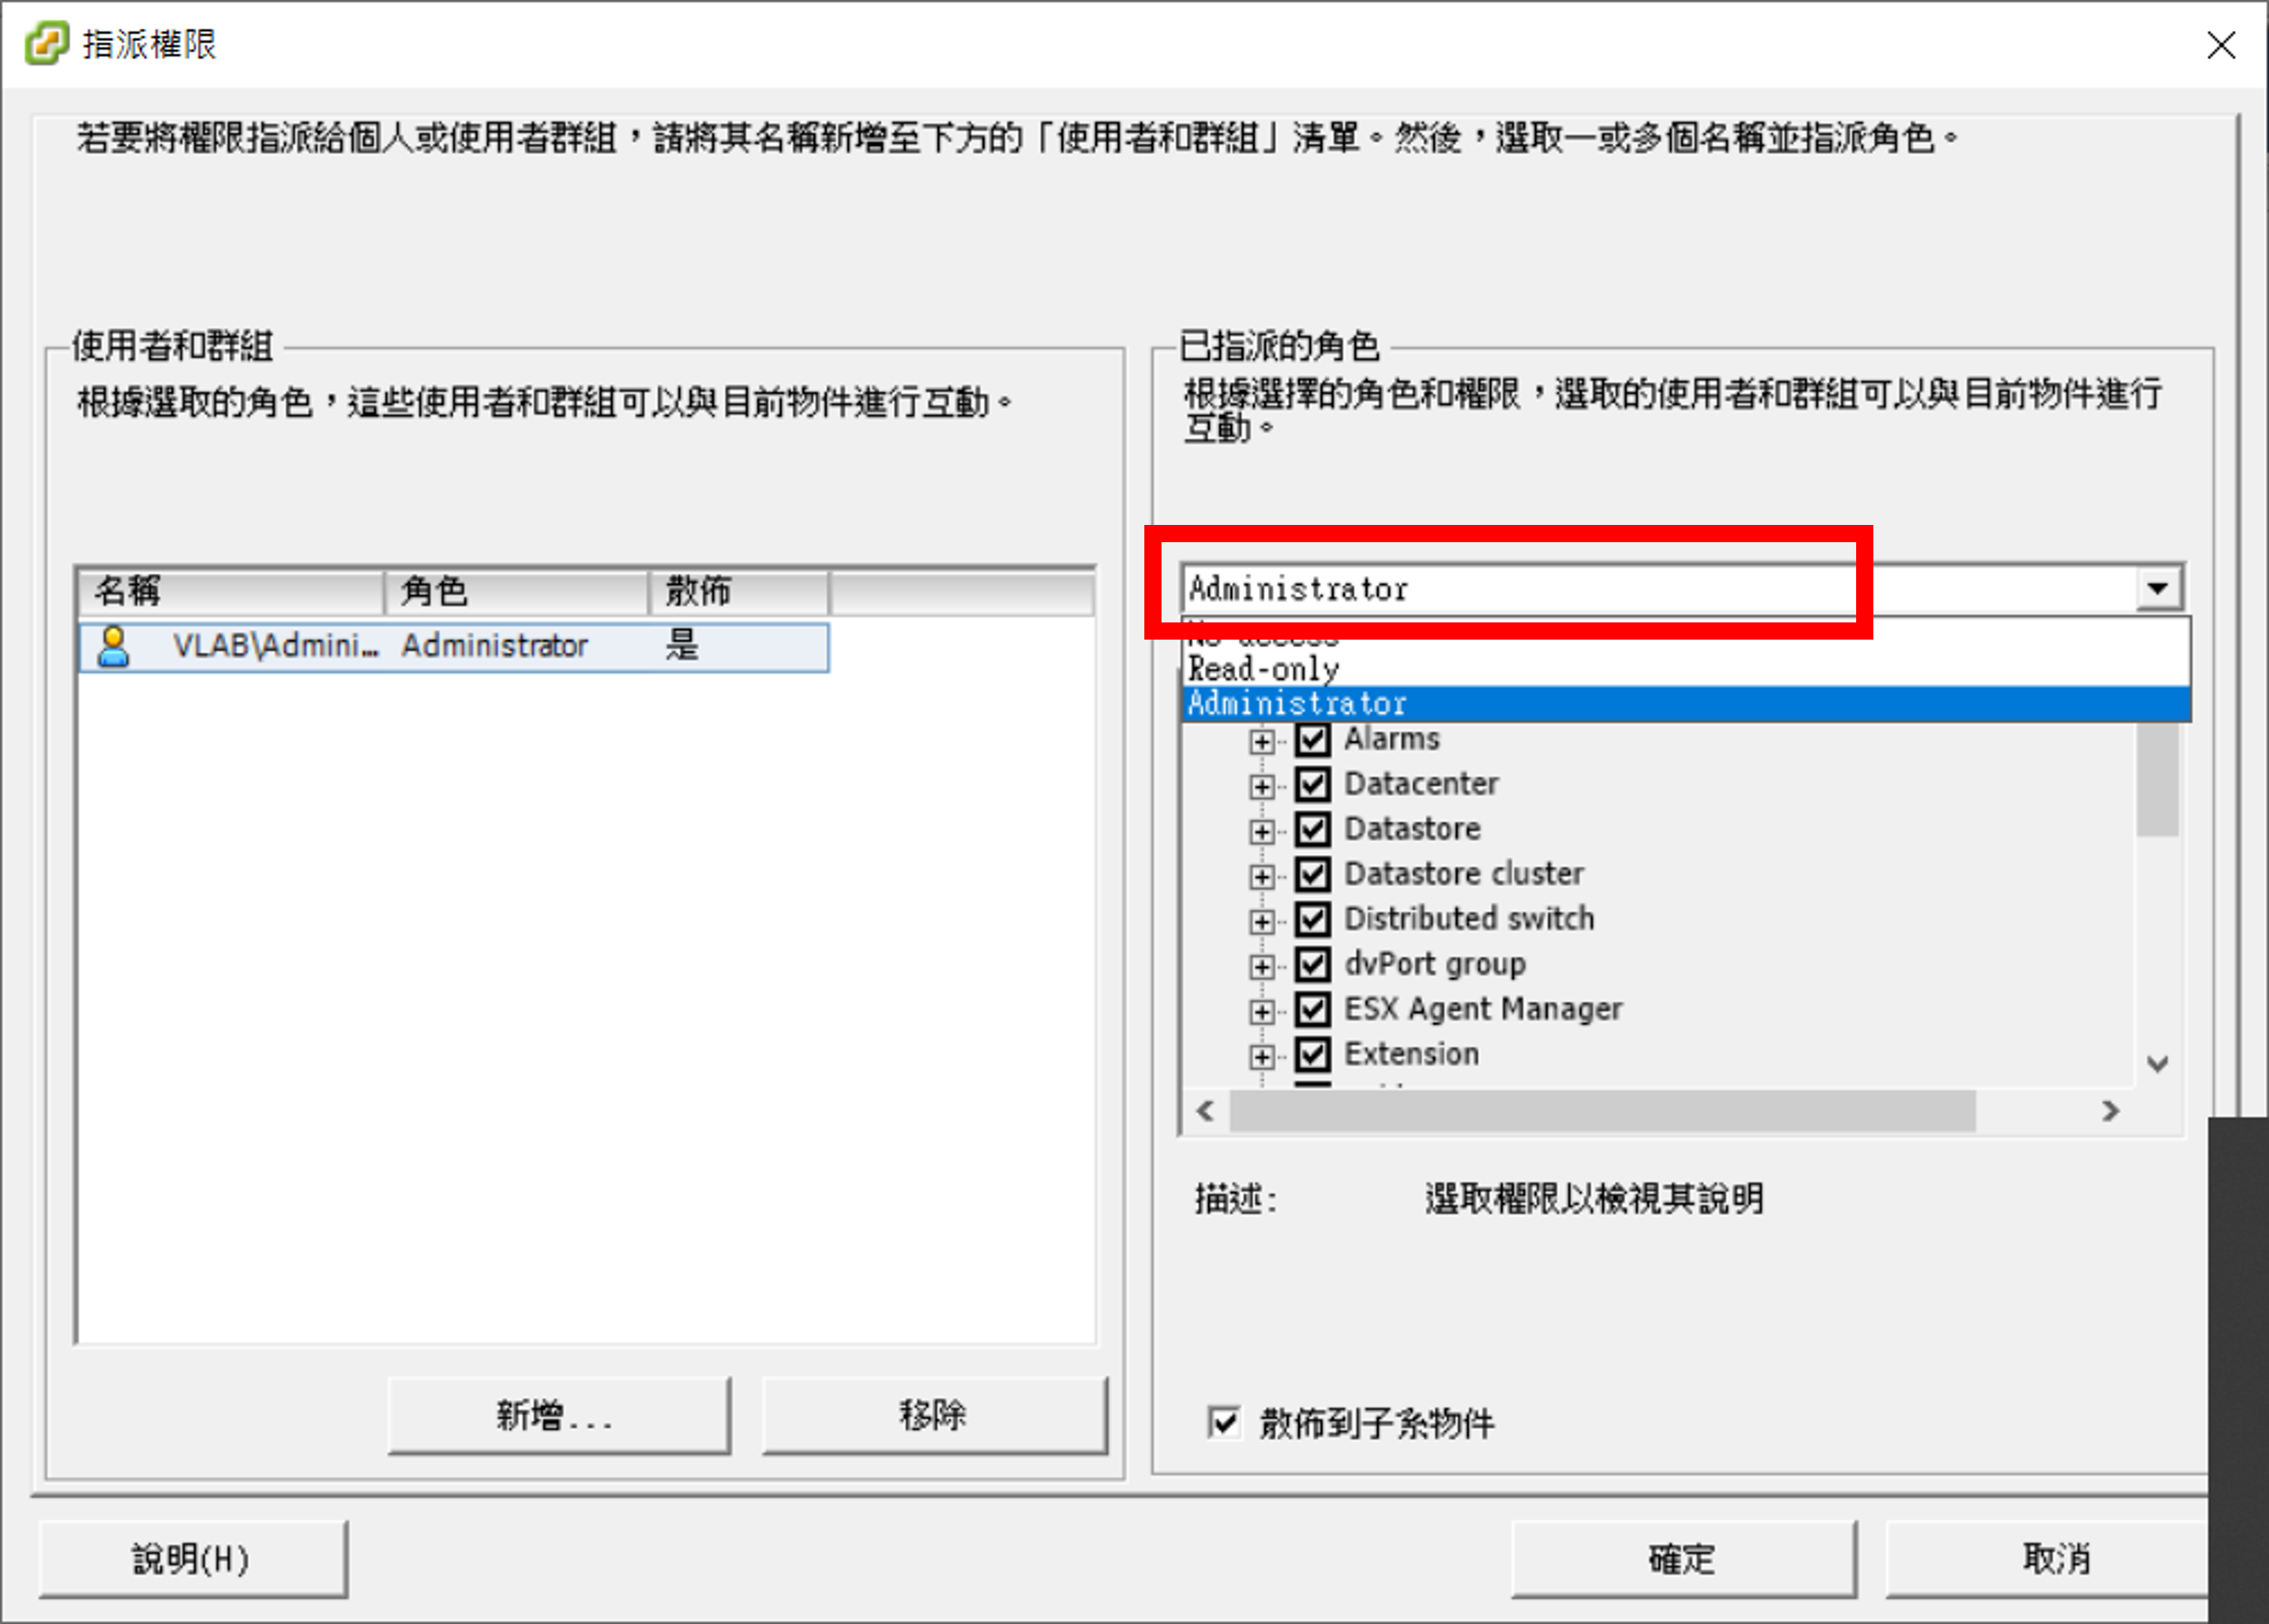 指派權限
若要將權限指派給個人或使用者群組，請將其名稱新增至下方的「使用者和群組」清單。然後，選取一或多個名稱並指派角色。
使用者和群組
根據選取的角色，這些使用者和群組可以與目前物件進行互動。
名稱 角色 散佈
VLAB\Admini... Administrator 是
新增...
移除
已指派的角色
根據選擇的角色和權限，選取的使用者和群組可以與目前物件進行
互動。
Administrator
No access
Read-only
Administrator
Alarms
Datacenter
Datastore
Datastore cluster
Distributed switch
dvPort group
ESX Agent Manager
Extension
描述: 選取權限以檢視其說明
散佈到子系物件
說明(H)
確定
取消